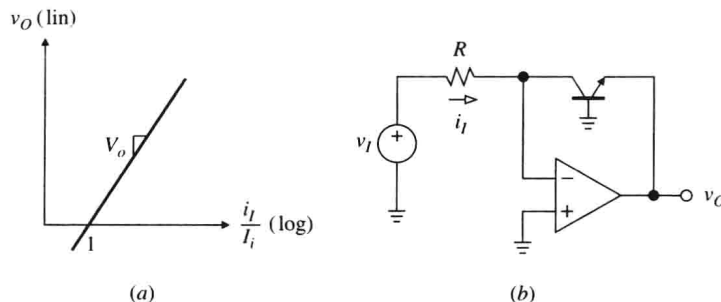 v_O (lin)
V_o
1
i_I / I_i (log)
(a)
R
i_I
v_I
+
−
+
v_O
(b)